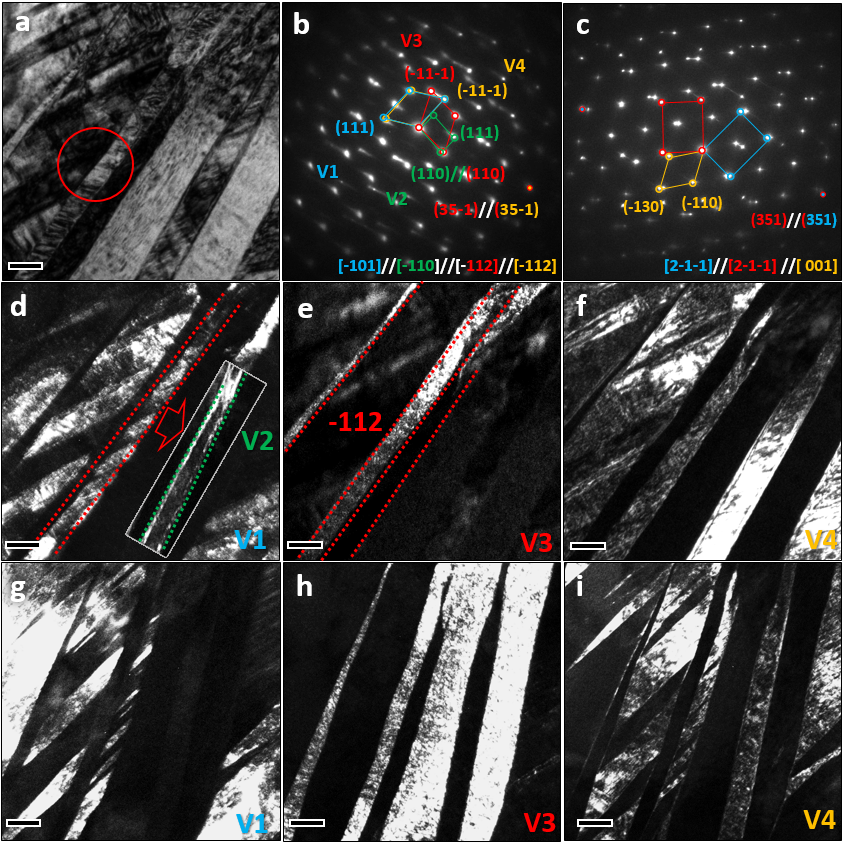 a
b
V3
V4
(-11-1)
(-11-1)
(111)
(111)
V1
(110)//(110)
V2
(35-1)//(35-1)
[-101]//[-110]//[-112]//[-112]
c
(-130)
(-110)
(351)//(351)
[2-1-1]//[2-1-1] //[ 001]
d
V2
V1
e
-112
V3
f
V4
g
V1
h
V3
i
V4